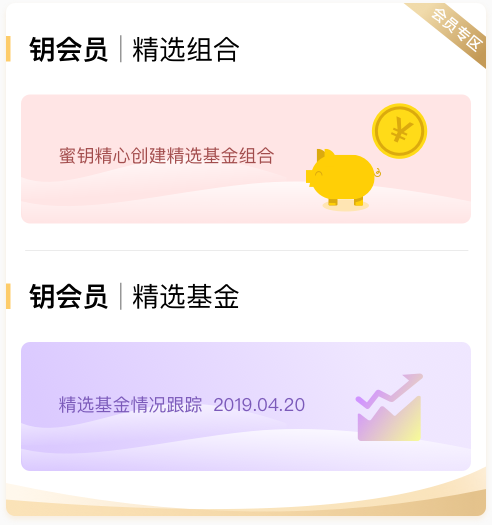 会员专区
钥会员 | 精选组合
蜜钥精心创建精选基金组合
钥会员 | 精选基金
精选基金情况跟踪 2019.04.20